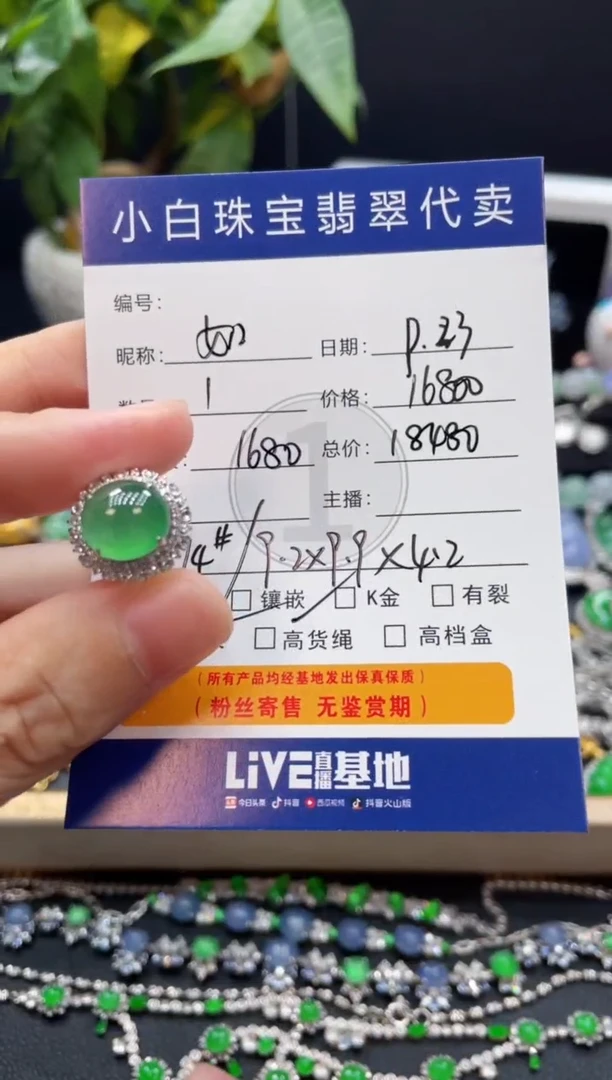 小白珠宝翡翠代卖
编号:
昵称: 如 日期: 9.23
数量 1 价格: 16800
1680 总价: 18480
主播:
14# / 9.2×9.9×4.2
□ 镶嵌 □ K金 □ 有裂
□ 高货绳 □ 高档盒
(所有产品均经基地发出保真保质)
(粉丝寄售 无鉴赏期)
LiVE直播基地
今日头条 抖音 西瓜视频 抖音火山版
1